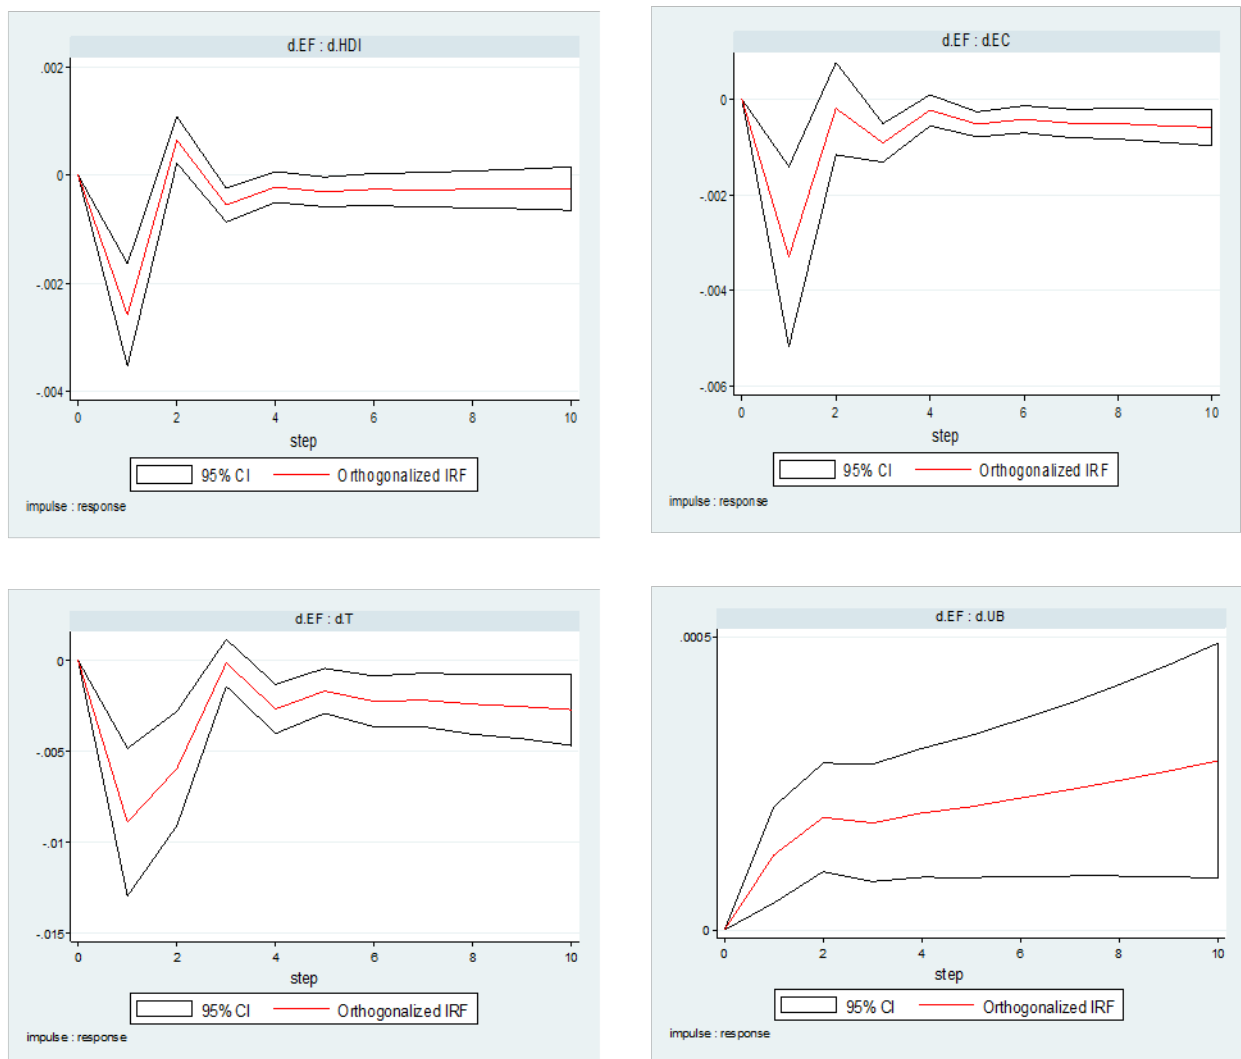 d.EF : d.HDI
.002
0
-.002
-.004
0 2 4 6 8 10
step
95% CI Orthogonalized IRF
impulse : response
d.EF : d.EC
0
-.002
-.004
-.006
0 2 4 6 8 10
step
95% CI Orthogonalized IRF
impulse : response
d.EF : d.T
0
-.005
-.01
-.015
0 2 4 6 8 10
step
95% CI Orthogonalized IRF
impulse : response
d.EF : d.UB
.0005
0
0 2 4 6 8 10
step
95% CI Orthogonalized IRF
impulse : response